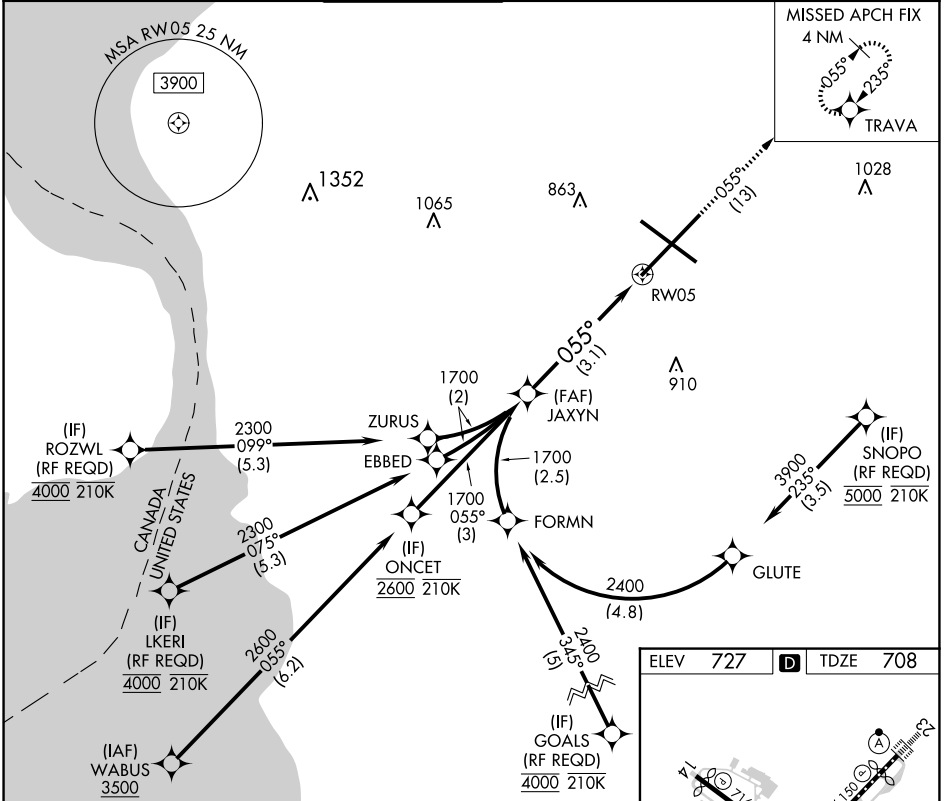 MSA RW05 25 NM
3900
MISSED APCH FIX
4 NM
055°
235°
TRAVA
1352
1065
863
1028
055°
(13)
RW05
055°
(3.1)
910
1700
(2)
(FAF)
JAXYN
ZURUS
EBBED
(IF)
ROZWL
(RF REQD)
4000 210K
2300
099°
(5.3)
1700
(2.5)
1700
055°
(3)
FORMN
(IF)
SNOPO
(RF REQD)
5000 210K
3900
235°
(3.5)
CANADA
UNITED STATES
2300
075°
(5.3)
(IF)
ONCET
2600 210K
GLUTE
2400
(4.8)
(IF)
LKERI
(RF REQD)
4000 210K
2600
055°
(6.2)
2400
345°
(5)
(IF)
GOALS
(RF REQD)
4000 210K
(IAF)
WABUS
3500
ELEV 727 D TDZE 708
A
23
14
P
P
150